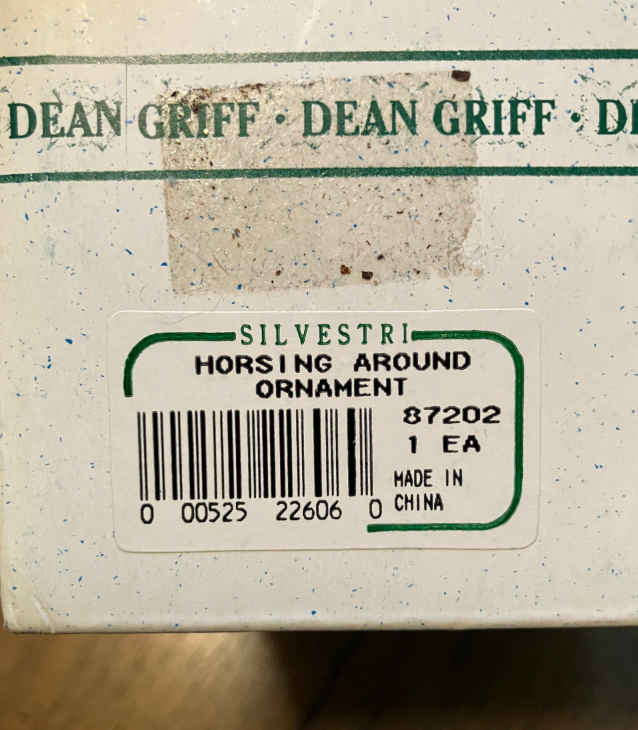 DEAN GRIFF · DEAN GRIFF ·
SILVESTRI
HORSING AROUND
ORNAMENT
87202
1 EA
MADE IN
CHINA
0 00525 22606 0